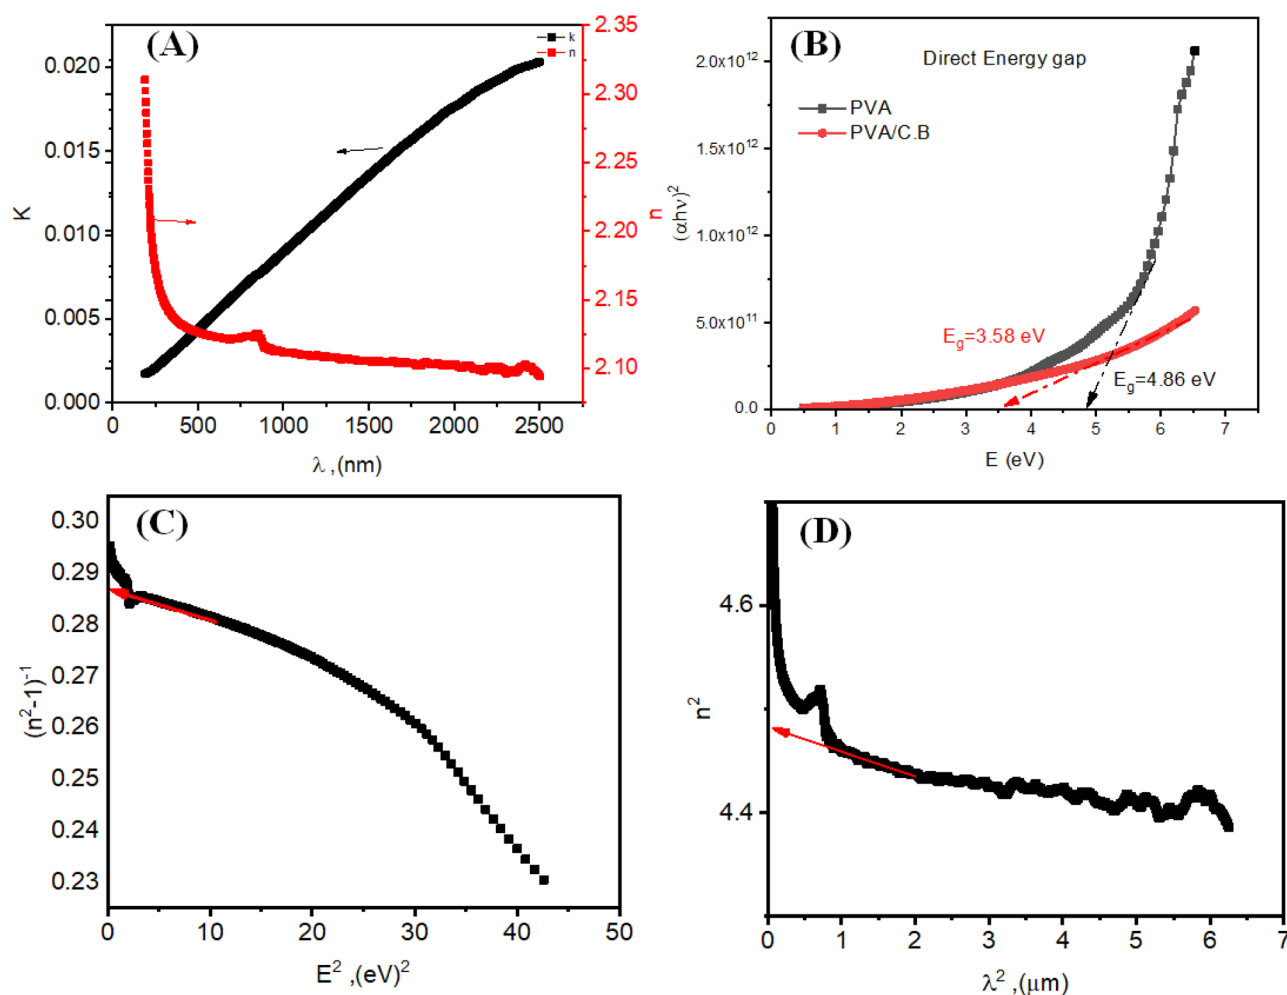 (A)
k
n
0.020
0.015
0.010
0.005
0.000
K
2.35
2.30
2.25
2.20
2.15
2.10
n
0 500 1000 1500 2000 2500
λ ,(nm)
(B)
Direct Energy gap
PVA
PVA/C.B
2.0x10¹²
1.5x10¹²
1.0x10¹²
5.0x10¹¹
0.0
(αhν)²
E_g=3.58 eV
E_g=4.86 eV
0 1 2 3 4 5 6 7
E (eV)
(C)
0.30
0.29
0.28
0.27
0.26
0.25
0.24
0.23
(n²-1)⁻¹
0 10 20 30 40 50
E² ,(eV)²
(D)
4.6
4.4
n²
0 1 2 3 4 5 6 7
λ² ,(μm)